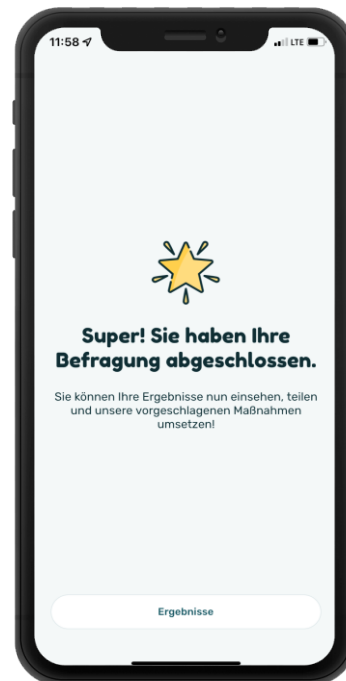 11:58
LTE
Super! Sie haben Ihre
Befragung abgeschlossen.
Sie können Ihre Ergebnisse nun einsehen, teilen
und unsere vorgeschlagenen Maßnahmen
umsetzen!
Ergebnisse